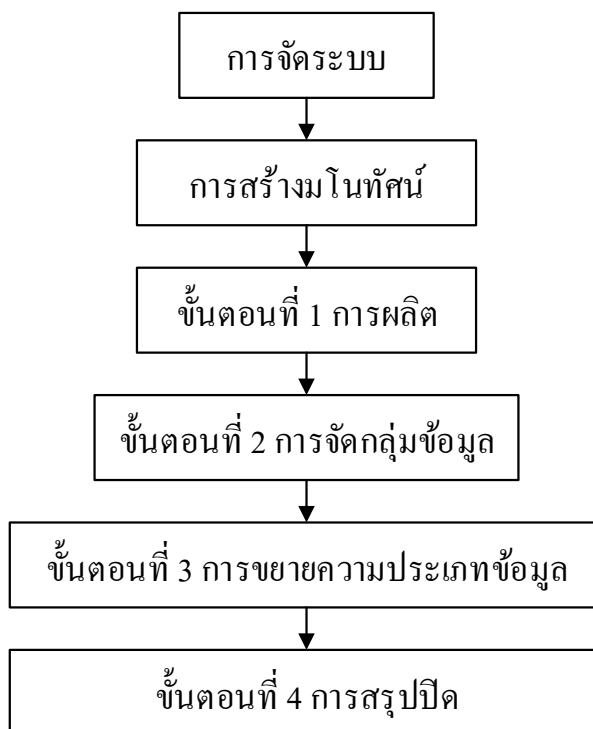 การจัดระบบ
การสร้างมโนทัศน์
ขั้นตอนที่ 1 การผลิต
ขั้นตอนที่ 2 การจัดกลุ่มข้อมูล
ขั้นตอนที่ 3 การขยายความประเภทข้อมูล
ขั้นตอนที่ 4 การสรุปปิด